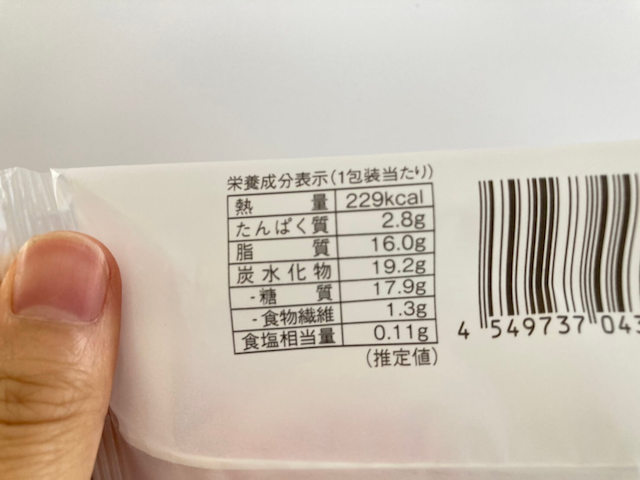 栄養成分表示(1包装当たり)
熱量 229kcal
たんぱく質 2.8g
脂質 16.0g
炭水化物 19.2g
-糖質 17.9g
-食物繊維 1.3g
食塩相当量 0.11g
(推定値)
4 549737 043